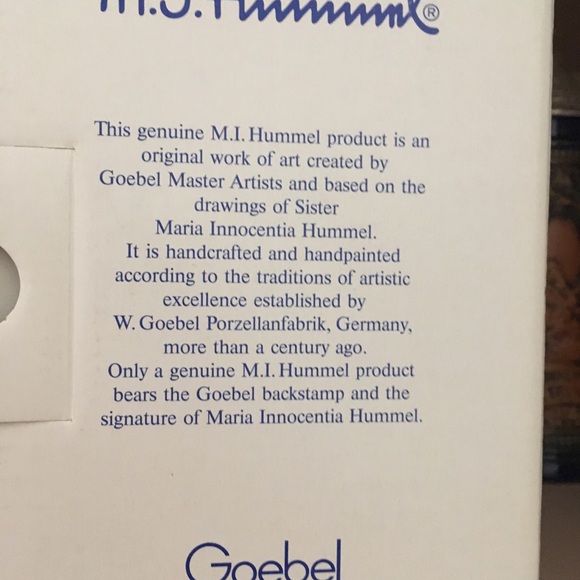 M.J. Hummel®
This genuine M.I. Hummel product is an
original work of art created by
Goebel Master Artists and based on the
drawings of Sister
Maria Innocentia Hummel.
It is handcrafted and handpainted
according to the traditions of artistic
excellence established by
W. Goebel Porzellanfabrik, Germany,
more than a century ago.
Only a genuine M.I. Hummel product
bears the Goebel backstamp and the
signature of Maria Innocentia Hummel.
Goebel